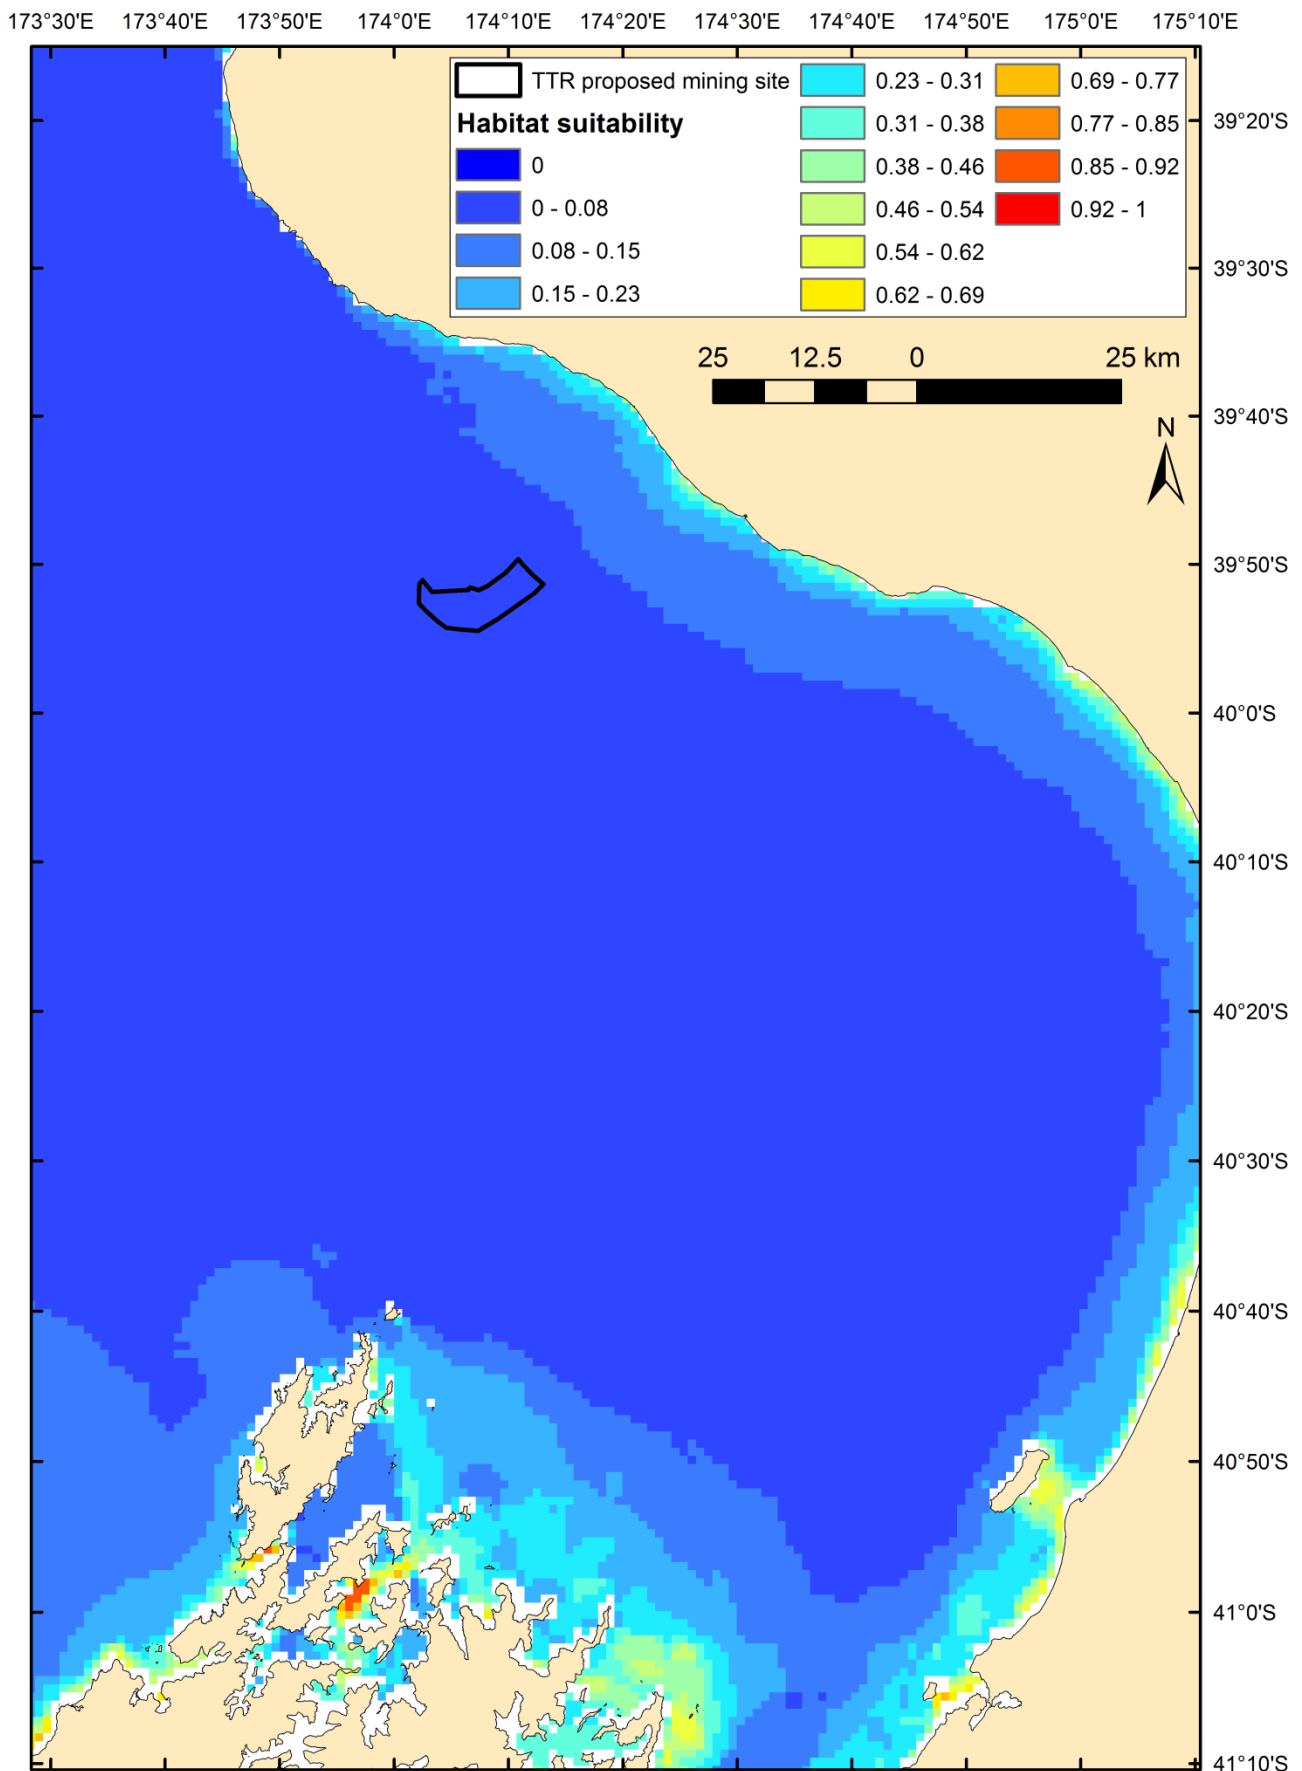 173°30'E 173°40'E 173°50'E 174°0'E 174°10'E 174°20'E 174°30'E 174°40'E 174°50'E 175°0'E 175°10'E
TTR proposed mining site
Habitat suitability
0
0 - 0.08
0.08 - 0.15
0.15 - 0.23
0.23 - 0.31
0.31 - 0.38
0.38 - 0.46
0.46 - 0.54
0.54 - 0.62
0.62 - 0.69
0.69 - 0.77
0.77 - 0.85
0.85 - 0.92
0.92 - 1
25 12.5 0 25 km
N
39°20'S
39°30'S
39°40'S
39°50'S
40°0'S
40°10'S
40°20'S
40°30'S
40°40'S
40°50'S
41°0'S
41°10'S